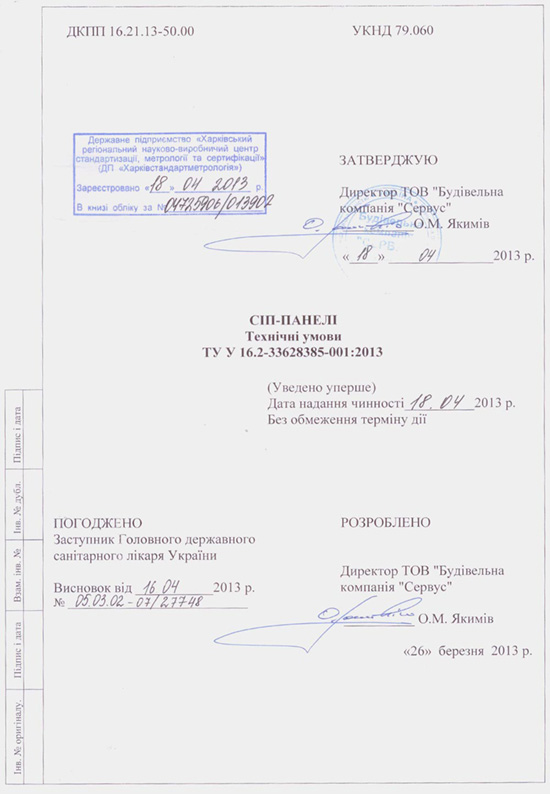 ДКПП 16.21.13-50.00
УКНД 79.060
Державне підприємство «Харківський
регіональний науково-виробничий центр
стандартизації, метрології та сертифікації»
(ДП «Харківстандартметрологія»)
Зареєстровано «18» 04 2013 р.
В книзі обліку за № 04725906/013902
ЗАТВЕРДЖУЮ
Директор ТОВ "Будівельна
компанія "Сервус"
О.М. Якимів
«18» 04 2013 р.
СІП-ПАНЕЛІ
Технічні умови
ТУ У 16.2-33628385-001:2013
(Уведено уперше)
Дата надання чинності 18.04 2013 р.
Без обмеження терміну дії
ПОГОДЖЕНО
Заступник Головного державного
санітарного лікаря України
Висновок від 16 04 2013 р.
№ 05.03.02-07/27748
РОЗРОБЛЕНО
Директор ТОВ "Будівельна
компанія "Сервус"
О.М. Якимів
«26» березня 2013 р.
Підпис і дата
Інв. № дубл.
Взам. інв. №
Підпис і дата
Інв. № оригіналу.